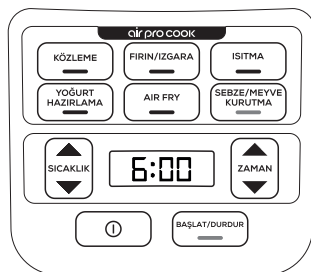 air pro cook
KÖZLEME
FIRIN/IZGARA
ISITMA
YOĞURT
HAZIRLAMA
AIR FRY
SEBZE/MEYVE
KURUTMA
SICAKLIK
6:00
ZAMAN
BAŞLAT/DURDUR